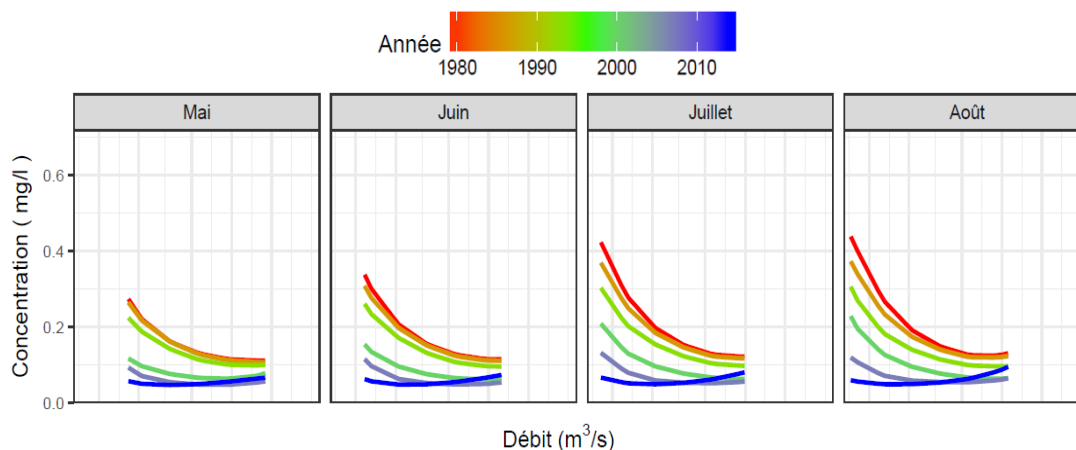 Année
1980 1990 2000 2010
Mai Juin Juillet Août
Concentration ( mg/l )
0.6
0.4
0.2
0.0
Débit (m³/s)